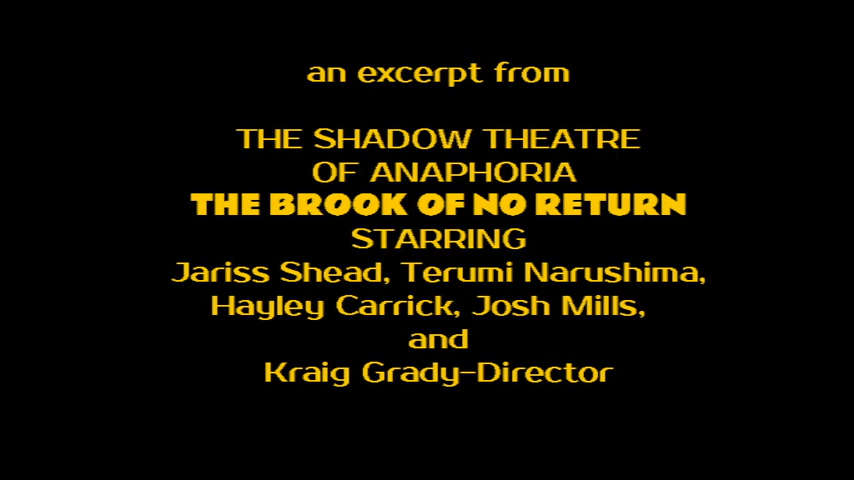 an excerpt from
THE SHADOW THEATRE
OF ANAPHORIA
THE BROOK OF NO RETURN
STARRING
Jariss Shead, Terumi Narushima,
Hayley Carrick, Josh Mills,
and
Kraig Grady-Director